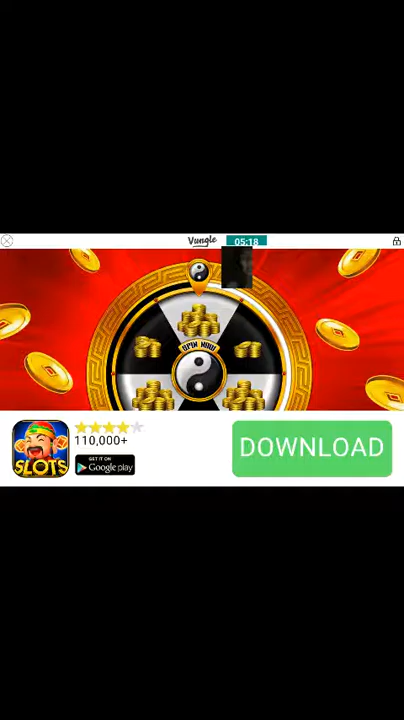 Vungle
05:18
SPIN NOW
SLOTS
110,000+
GET IT ON
Google play
DOWNLOAD